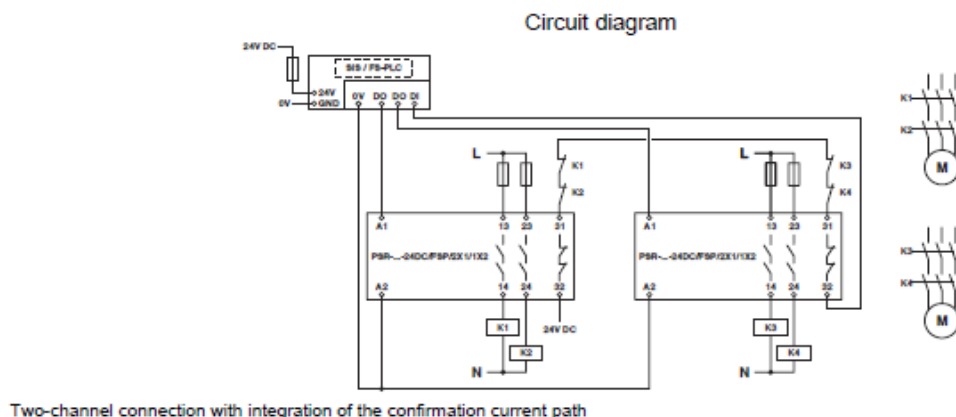 Circuit diagram
24V DC
SIS / FS-PLC
24V
0V GND
0V DO DO DI
L
K1
K2
L
K3
K4
A1 13 23 31
PSR-...-24DC/FSP/2X1/1X2
A2 14 24 32
K1
K2
24V DC
N
A1 13 23 31
PSR-...-24DC/FSP/2X1/1X2
A2 14 24 32
K3
K4
N
K1
K2
M
K3
K4
M
Two-channel connection with integration of the confirmation current path